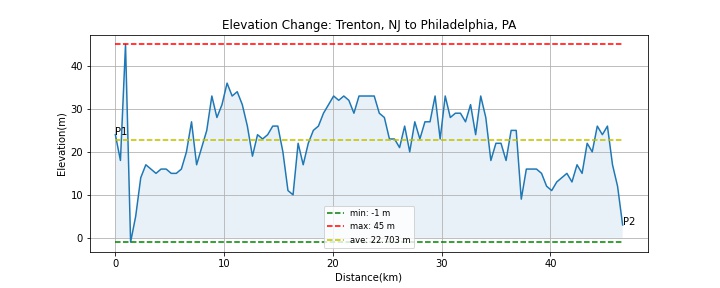 Elevation Change: Trenton, NJ to Philadelphia, PA
Elevation(m)
40
30
20
10
0
P1
P2
min: -1 m
max: 45 m
ave: 22.703 m
0 10 20 30 40
Distance(km)